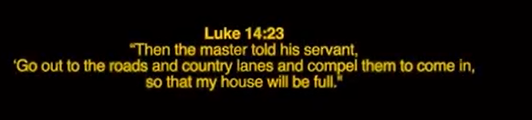 Luke 14:23
“Then the master told his servant,
‘Go out to the roads and country lanes and compel them to come in,
so that my house will be full.”